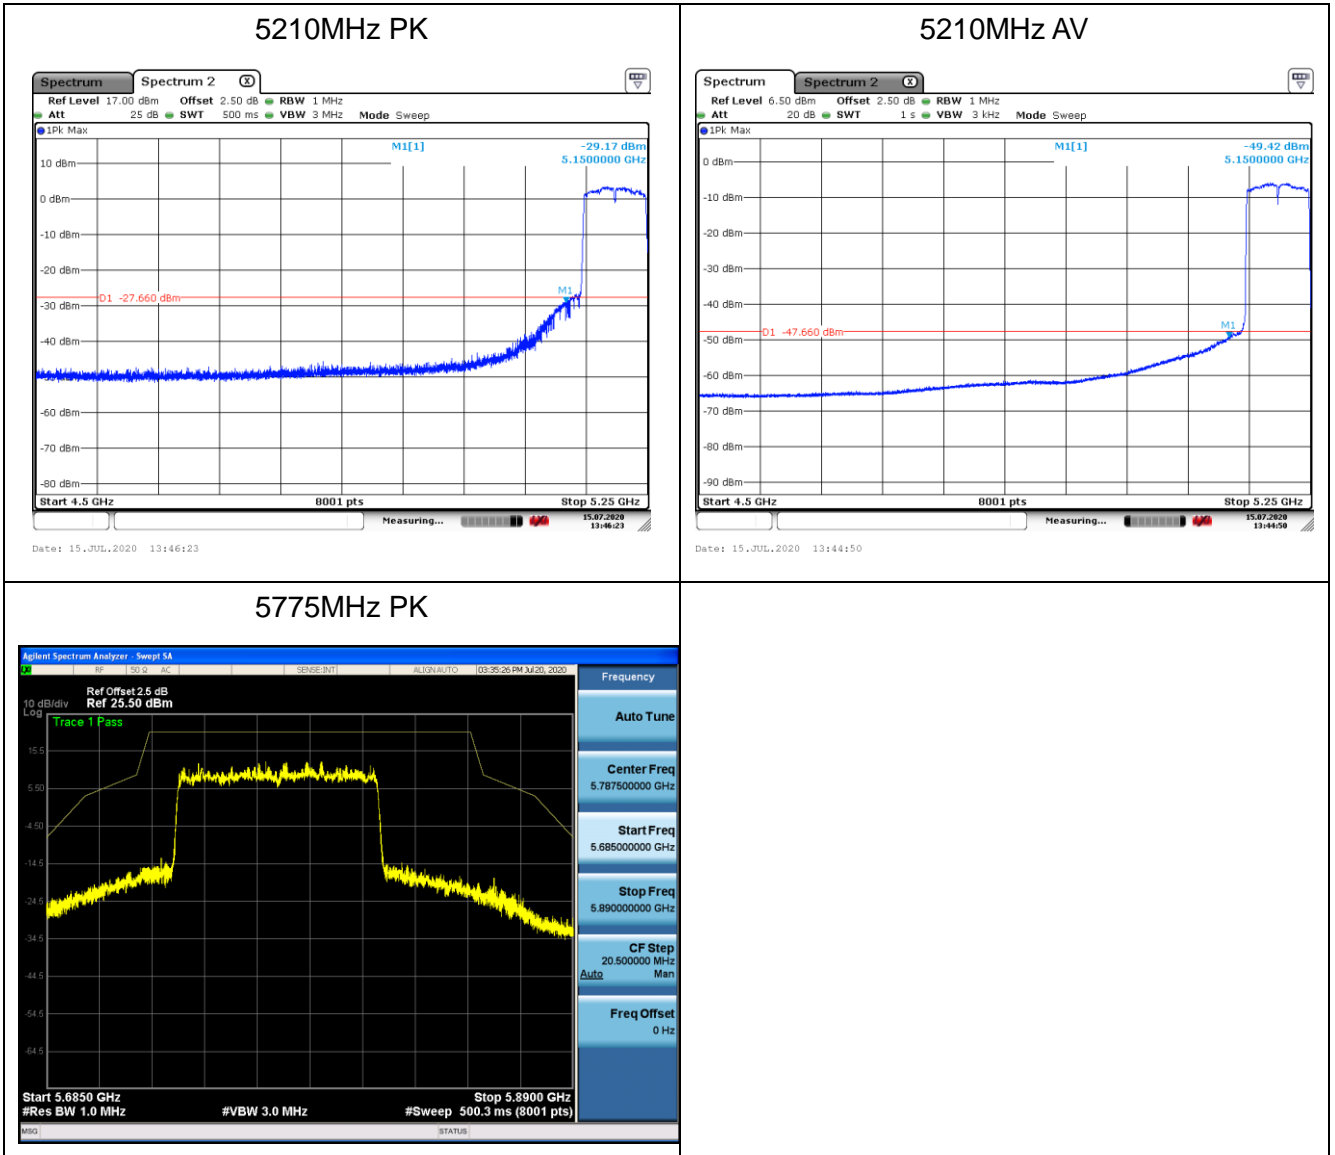 5210MHz PK
5210MHz AV
Spectrum
Spectrum 2
Ref Level 17.00 dBm Offset 2.50 dB RBW 1 MHz
Att 25 dB SWT 500 ms VBW 3 MHz Mode Sweep
1Pk Max
M1[1] -29.17 dBm
5.1500000 GHz
10 dBm
0 dBm
-10 dBm
-20 dBm
D1 -27.660 dBm
M1
-30 dBm
-40 dBm
-60 dBm
-70 dBm
-80 dBm
Start 4.5 GHz 8001 pts Stop 5.25 GHz
Measuring... 15.07.2020
13:46:23
Date: 15.JUL.2020 13:46:23
Spectrum
Spectrum 2
Ref Level 6.50 dBm Offset 2.50 dB RBW 1 MHz
Att 20 dB SWT 1 s VBW 3 kHz Mode Sweep
1Pk Max
M1[1] -49.42 dBm
5.1500000 GHz
0 dBm
-10 dBm
-20 dBm
-30 dBm
-40 dBm
M1
D1 -47.660 dBm
-50 dBm
-60 dBm
-70 dBm
-80 dBm
-90 dBm
Start 4.5 GHz 8001 pts Stop 5.25 GHz
Measuring... 15.07.2020
13:44:50
Date: 15.JUL.2020 13:44:50
5775MHz PK
Agilent Spectrum Analyzer - Swept SA
RF 50 Ω AC SENSE:INT ALIGNAUTO 03:35:26 PM Jul 20, 2020
Ref Offset 2.5 dB
10 dB/div Ref 25.50 dBm
Log
Trace 1 Pass
15.5
5.50
-4.50
-14.5
-24.5
-34.5
-44.5
-54.5
-64.5
Start 5.6850 GHz Stop 5.8900 GHz
#Res BW 1.0 MHz #VBW 3.0 MHz #Sweep 500.3 ms (8001 pts)
MSG STATUS
Frequency
Auto Tune
Center Freq
5.787500000 GHz
Start Freq
5.685000000 GHz
Stop Freq
5.890000000 GHz
CF Step
20.500000 MHz
Auto Man
Freq Offset
0 Hz